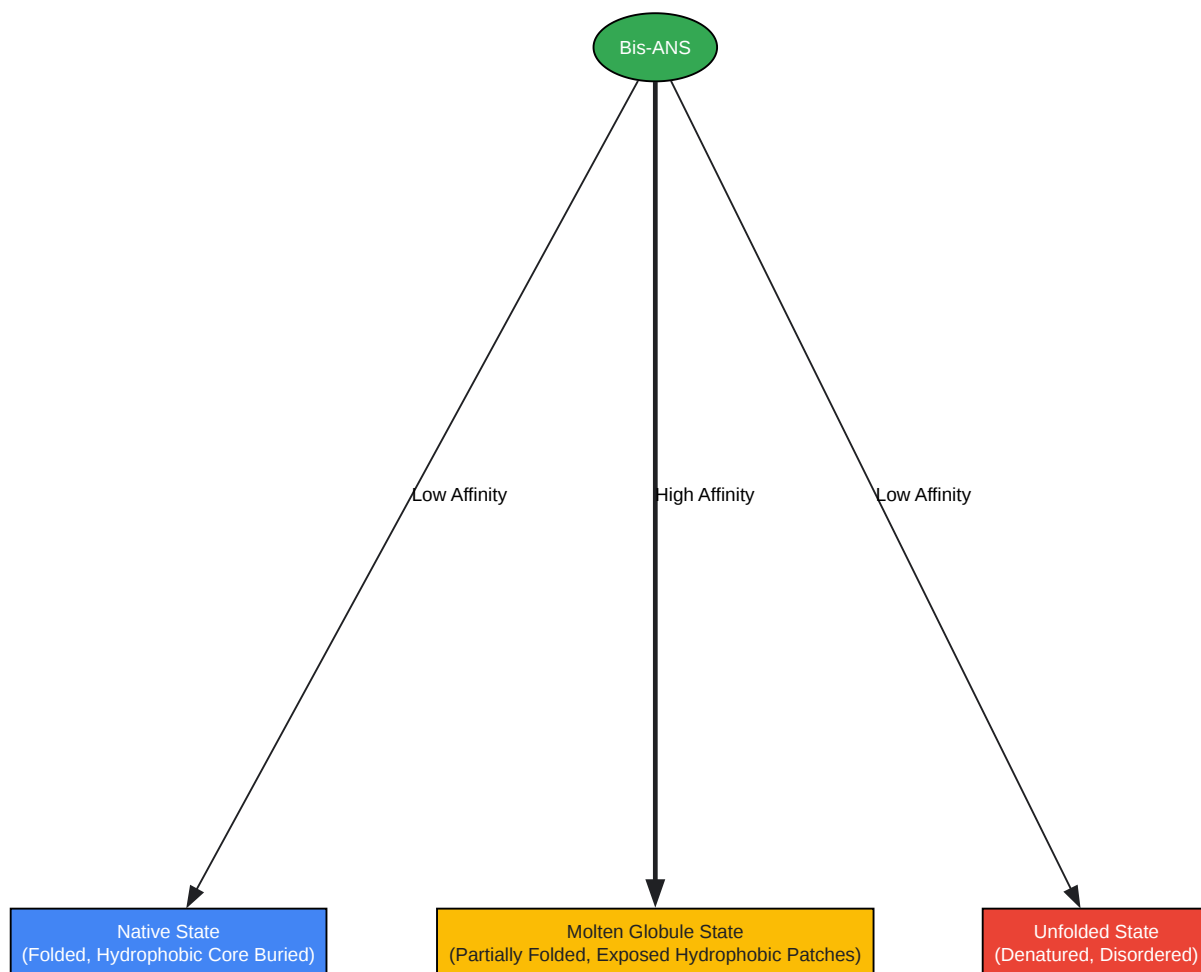 Bis-ANS
Low Affinity
High Affinity
Low Affinity
Native State
(Folded, Hydrophobic Core Buried)
Molten Globule State
(Partially Folded, Exposed Hydrophobic Patches)
Unfolded State
(Denatured, Disordered)